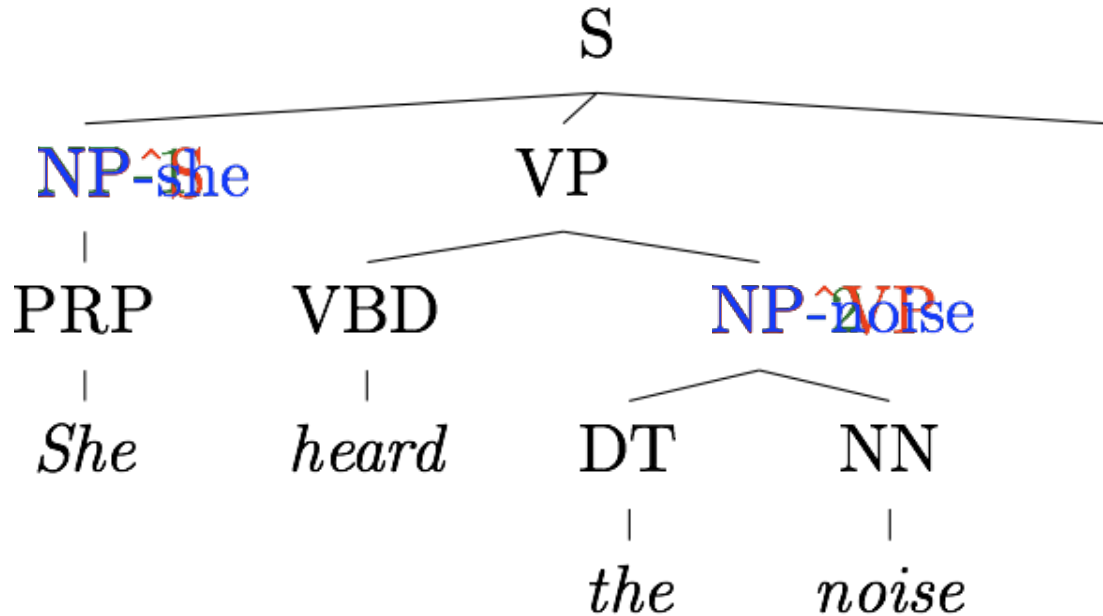 S
NP-she VP
PRP VBD NP-noise
She heard DT NN
the noise